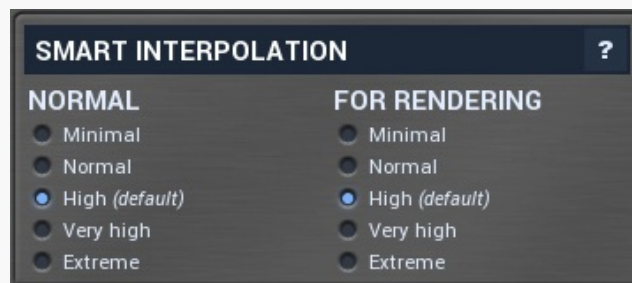 SMART INTERPOLATION ?
NORMAL FOR RENDERING
Minimal Minimal
Normal Normal
High (default) High (default)
Very high Very high
Extreme Extreme